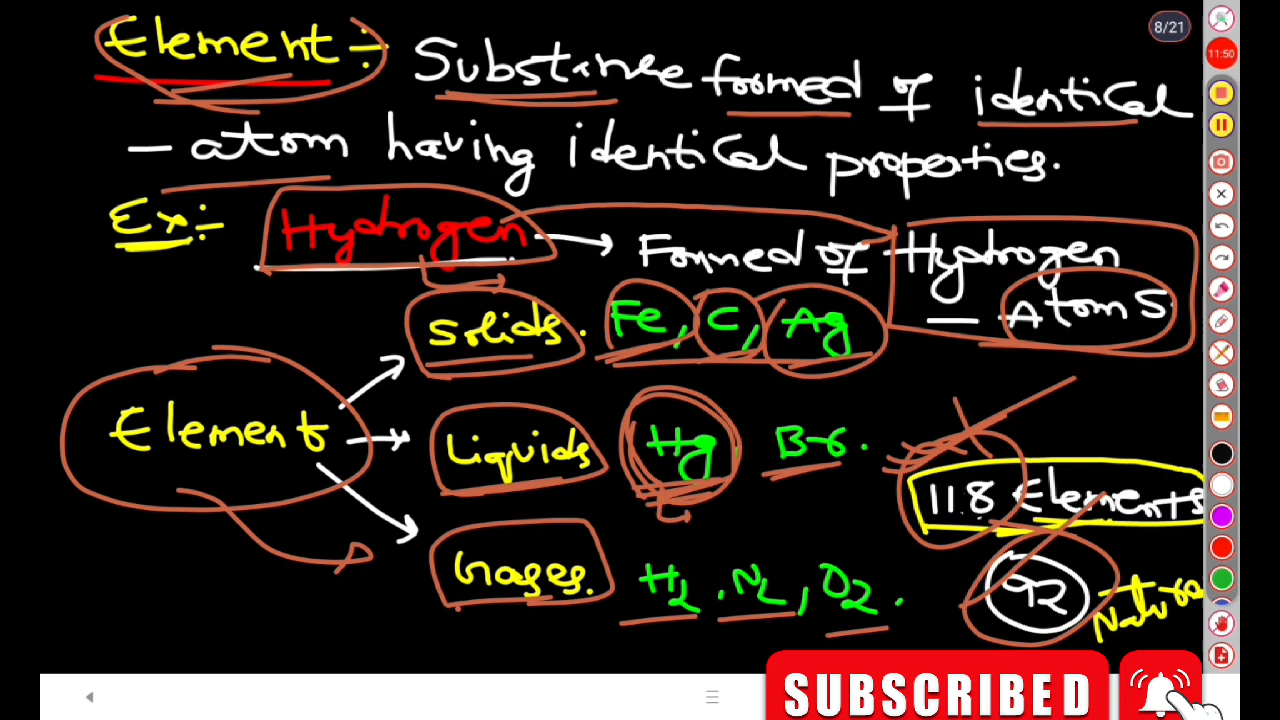 8/21
11:50
Element :- Substance formed of identical
- atom having identical properties.
Ex :- Hydrogen → Formed of Hydrogen
- Atoms
Solids. Fe, C, Ag
Element
Liquids Hg Br.
118 Elements
Gases. H2, N2, O2.
92
SUBSCRIBED